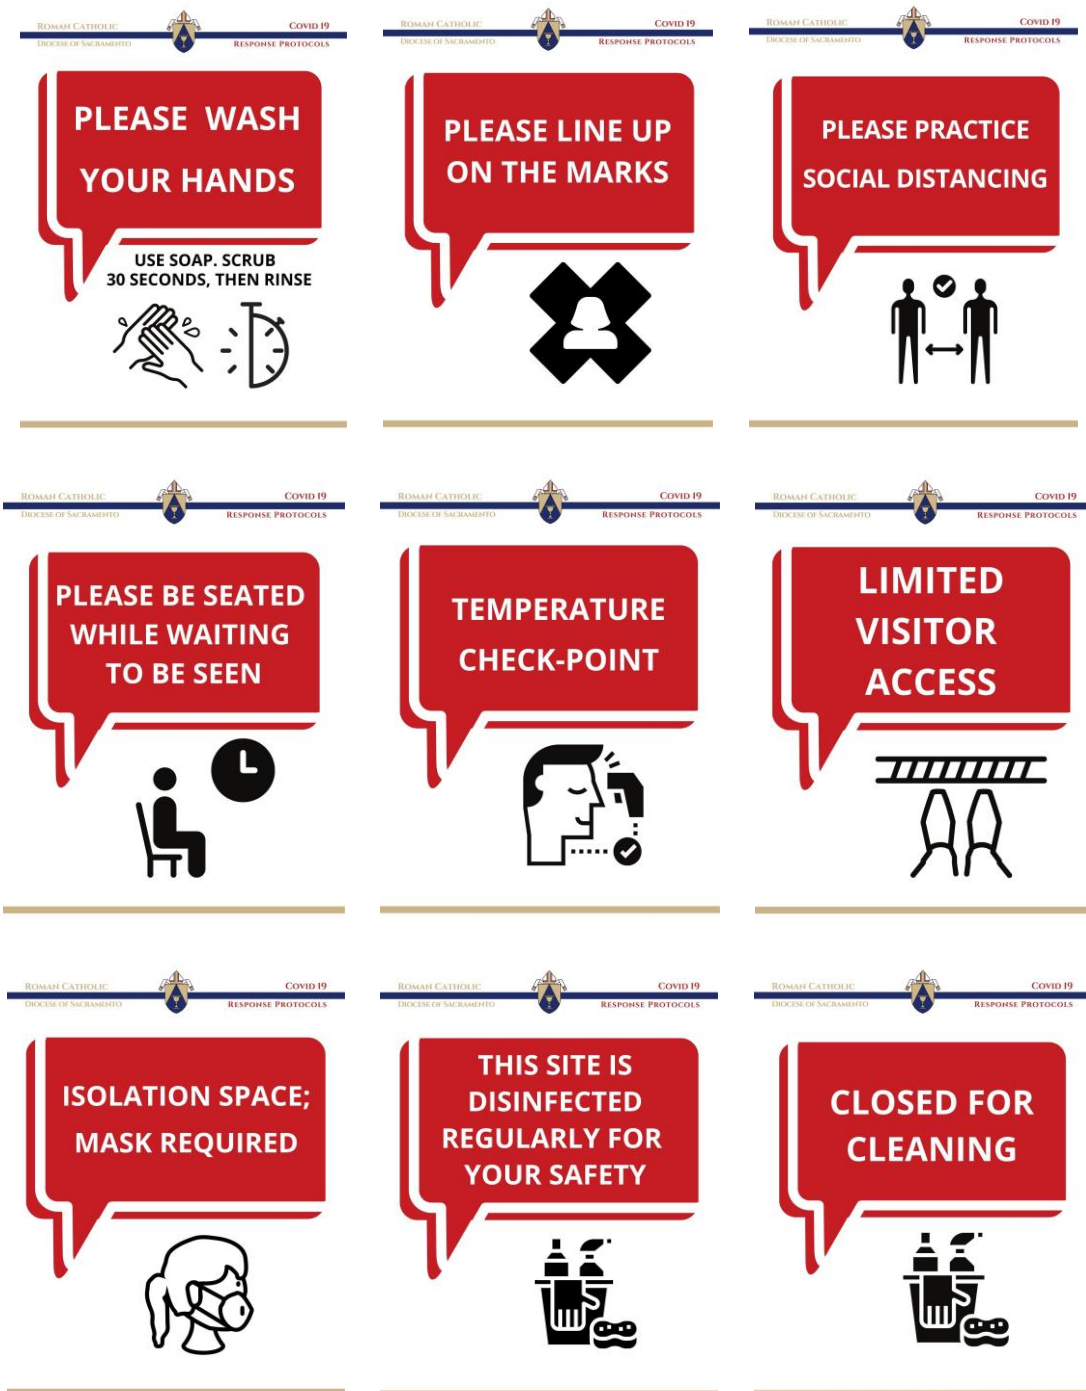 ROMAN CATHOLIC
COVID 19
DIOCESE OF SACRAMENTO
RESPONSE PROTOCOLS
PLEASE WASH
YOUR HANDS
USE SOAP. SCRUB
30 SECONDS, THEN RINSE
ROMAN CATHOLIC
COVID 19
DIOCESE OF SACRAMENTO
RESPONSE PROTOCOLS
PLEASE LINE UP
ON THE MARKS
ROMAN CATHOLIC
COVID 19
DIOCESE OF SACRAMENTO
RESPONSE PROTOCOLS
PLEASE PRACTICE
SOCIAL DISTANCING
ROMAN CATHOLIC
COVID 19
DIOCESE OF SACRAMENTO
RESPONSE PROTOCOLS
PLEASE BE SEATED
WHILE WAITING
TO BE SEEN
ROMAN CATHOLIC
COVID 19
DIOCESE OF SACRAMENTO
RESPONSE PROTOCOLS
TEMPERATURE
CHECK-POINT
ROMAN CATHOLIC
COVID 19
DIOCESE OF SACRAMENTO
RESPONSE PROTOCOLS
LIMITED
VISITOR
ACCESS
ROMAN CATHOLIC
COVID 19
DIOCESE OF SACRAMENTO
RESPONSE PROTOCOLS
ISOLATION SPACE;
MASK REQUIRED
ROMAN CATHOLIC
COVID 19
DIOCESE OF SACRAMENTO
RESPONSE PROTOCOLS
THIS SITE IS
DISINFECTED
REGULARLY FOR
YOUR SAFETY
ROMAN CATHOLIC
COVID 19
DIOCESE OF SACRAMENTO
RESPONSE PROTOCOLS
CLOSED FOR
CLEANING